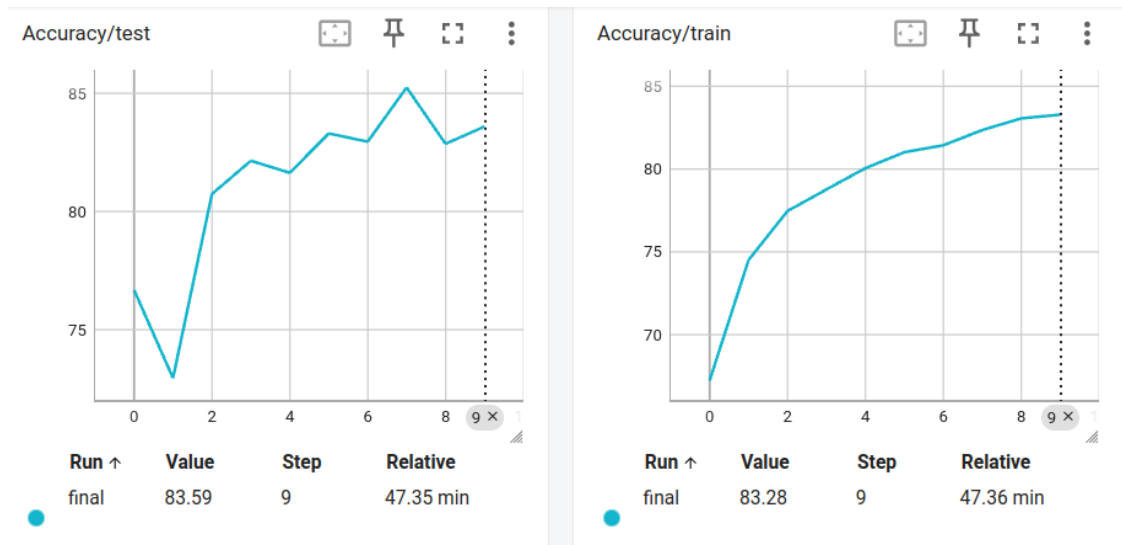 Accuracy/test
85
80
75
0 2 4 6 8 9 × 1
Run ↑ Value Step Relative
final 83.59 9 47.35 min
Accuracy/train
85
80
75
70
0 2 4 6 8 9 × 1
Run ↑ Value Step Relative
final 83.28 9 47.36 min